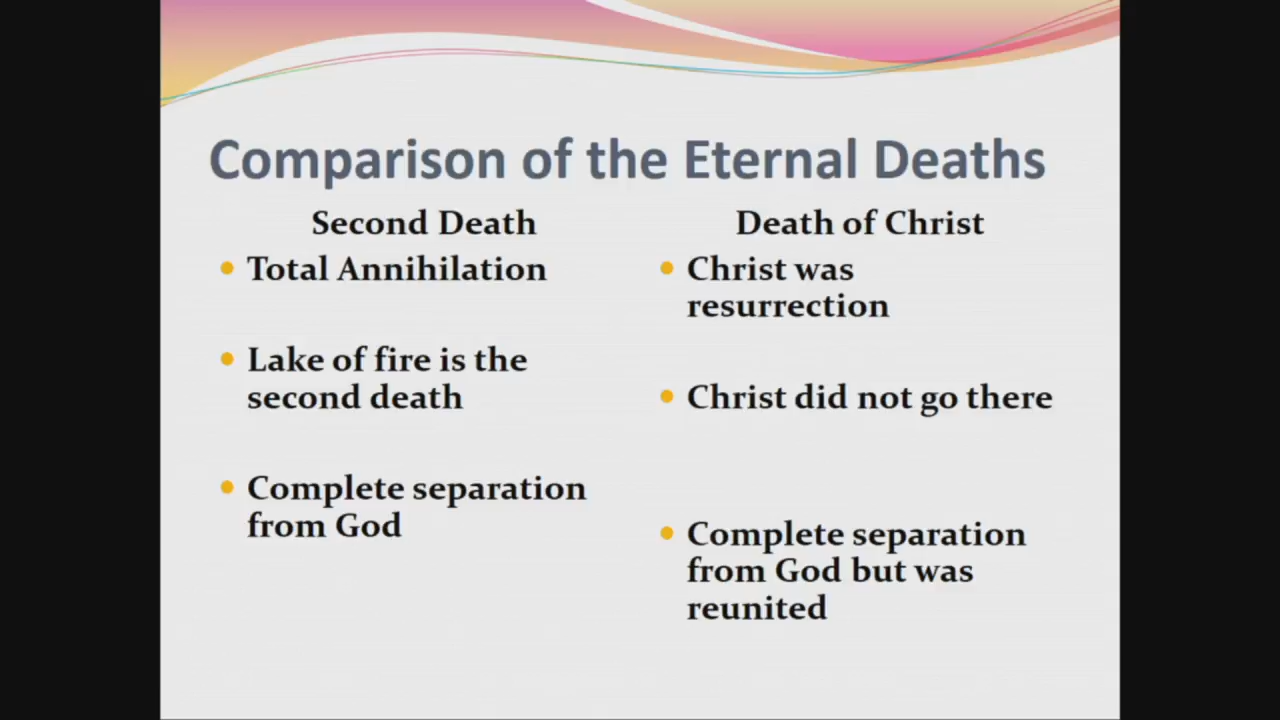 Comparison of the Eternal Deaths
Second Death
Total Annihilation
Lake of fire is the
second death
Complete separation
from God
Death of Christ
Christ was
resurrection
Christ did not go there
Complete separation
from God but was
reunited